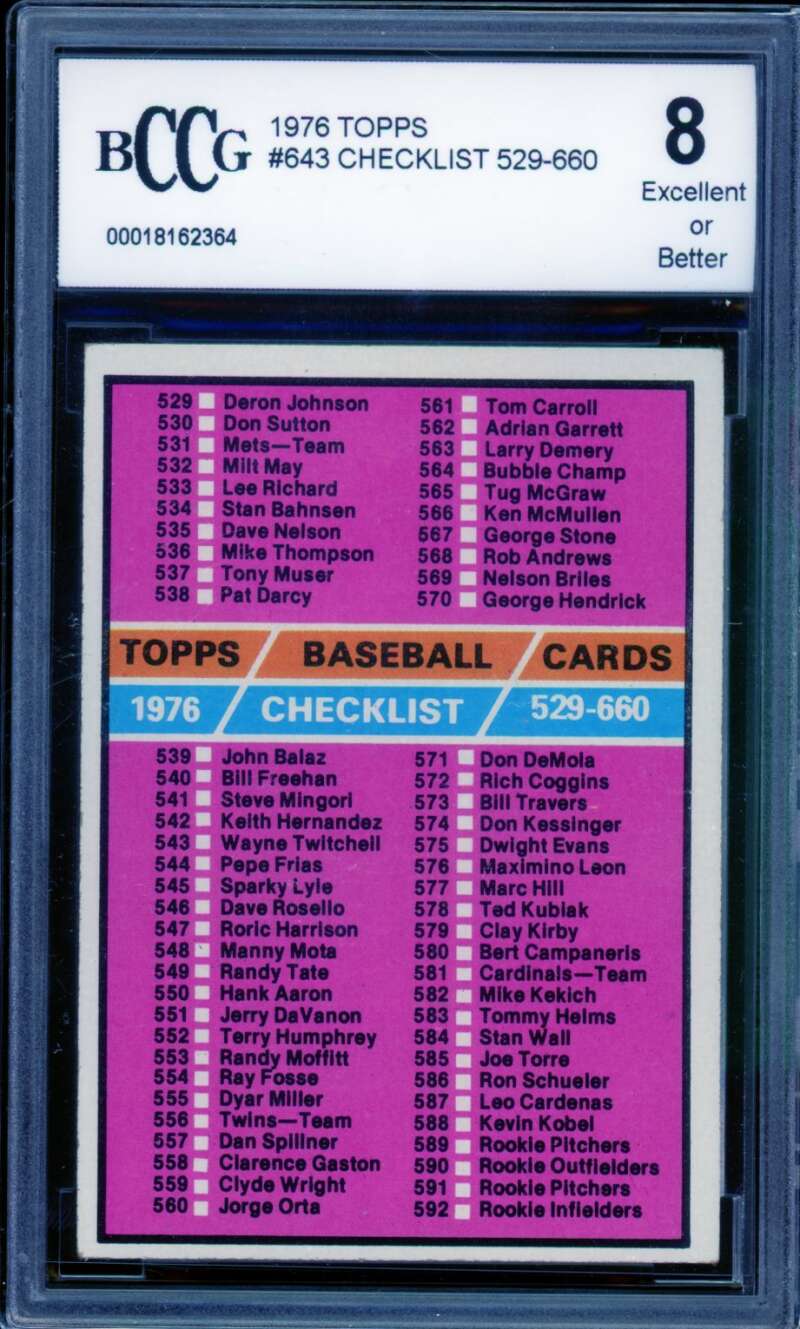 BCCG
1976 TOPPS
#643 CHECKLIST 529-660
00018162364
8
Excellent
or
Better
529 Deron Johnson
530 Don Sutton
531 Mets—Team
532 Milt May
533 Lee Richard
534 Stan Bahnsen
535 Dave Nelson
536 Mike Thompson
537 Tony Muser
538 Pat Darcy
561 Tom Carroll
562 Adrian Garrett
563 Larry Demery
564 Bubble Champ
565 Tug McGraw
566 Ken McMullen
567 George Stone
568 Rob Andrews
569 Nelson Briles
570 George Hendrick
TOPPS BASEBALL CARDS
1976 CHECKLIST 529-660
539 John Balaz
540 Bill Freehan
541 Steve Mingori
542 Keith Hernandez
543 Wayne Twitchell
544 Pepe Frias
545 Sparky Lyle
546 Dave Rosello
547 Roric Harrison
548 Manny Mota
549 Randy Tate
550 Hank Aaron
551 Jerry DaVanon
552 Terry Humphrey
553 Randy Moffitt
554 Ray Fosse
555 Dyar Miller
556 Twins—Team
557 Dan Spillner
558 Clarence Gaston
559 Clyde Wright
560 Jorge Orta
571 Don DeMola
572 Rich Coggins
573 Bill Travers
574 Don Kessinger
575 Dwight Evans
576 Maximino Leon
577 Marc Hill
578 Ted Kubiak
579 Clay Kirby
580 Bert Campaneris
581 Cardinals—Team
582 Mike Kekich
583 Tommy Helms
584 Stan Wall
585 Joe Torre
586 Ron Schueler
587 Leo Cardenas
588 Kevin Kobel
589 Rookie Pitchers
590 Rookie Outfielders
591 Rookie Pitchers
592 Rookie Infielders